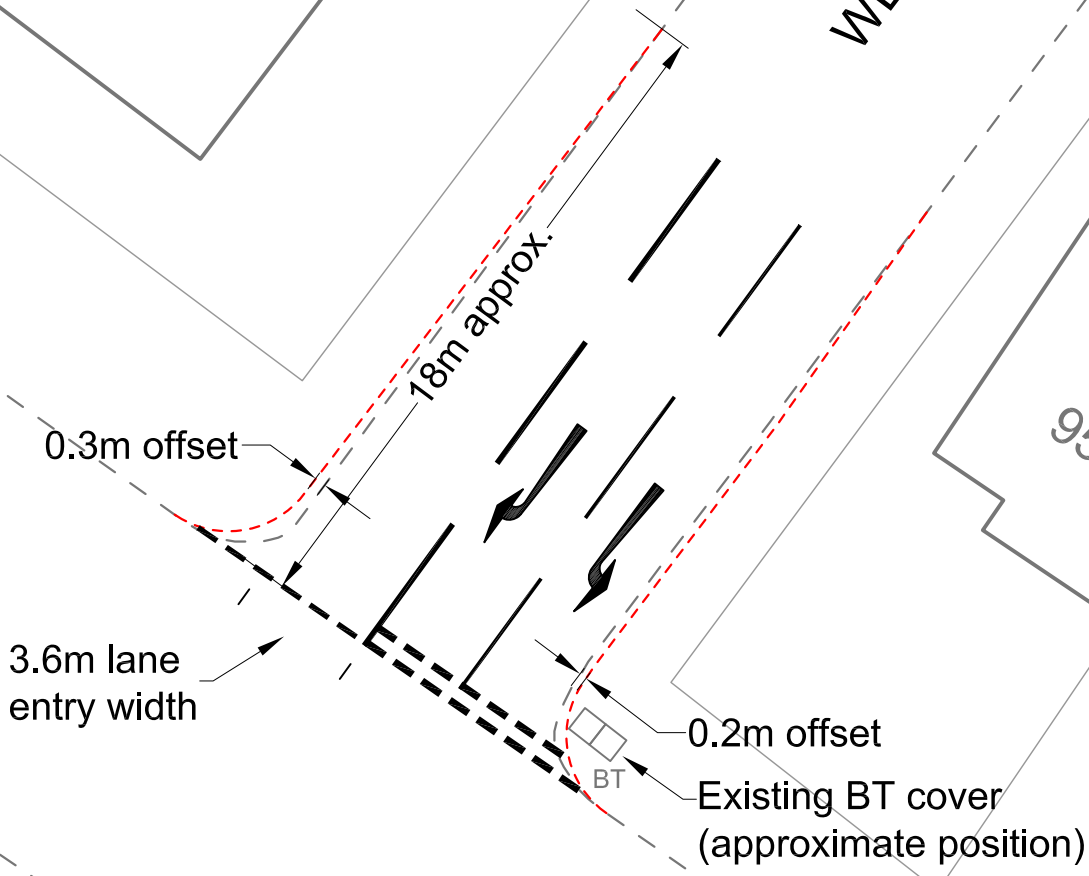 18m approx.
0.3m offset
3.6m lane
entry width
0.2m offset
BT
Existing BT cover
(approximate position)